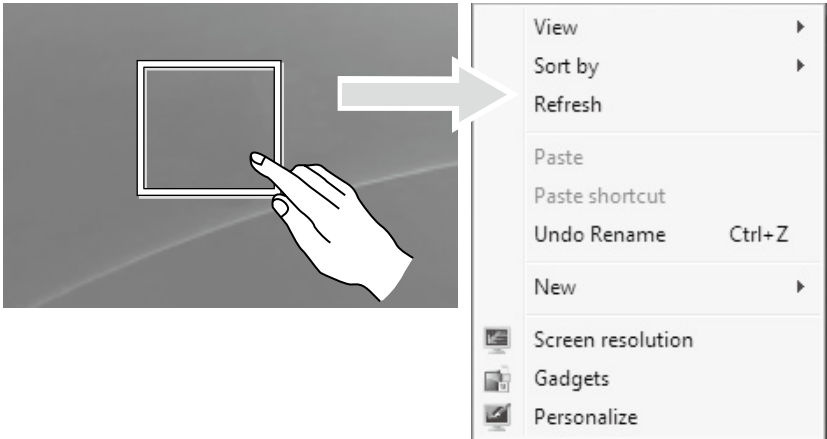 View
Sort by
Refresh
Paste
Paste shortcut
Undo Rename Ctrl+Z
New
Screen resolution
Gadgets
Personalize